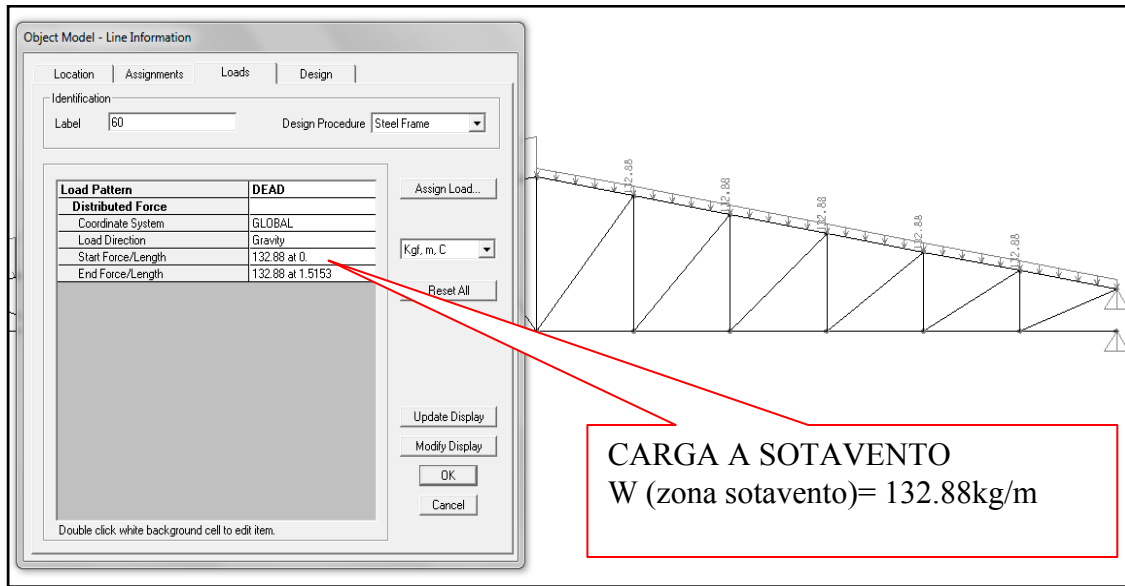 Object Model - Line Information
Location Assignments Loads Design
Identification
Label 60 Design Procedure Steel Frame
Load Pattern DEAD
Distributed Force
Coordinate System GLOBAL
Load Direction Gravity
Start Force/Length 132.88 at 0.
End Force/Length 132.88 at 1.5153
Assign Load...
Kgf, m, C
Reset All
Update Display
Modify Display
OK
Cancel
Double click white background cell to edit item.
132.88
132.88
132.88
132.88
132.88
CARGA A SOTAVENTO
W (zona sotavento)= 132.88kg/m